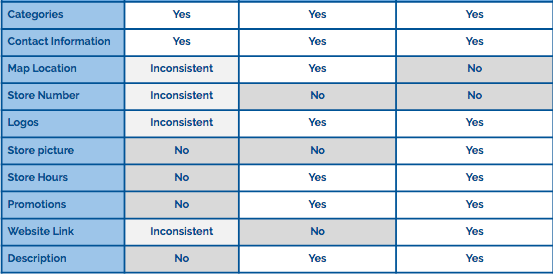 Categories Yes Yes Yes
Contact Information Yes Yes Yes
Map Location Inconsistent Yes No
Store Number Inconsistent No No
Logos Inconsistent Yes Yes
Store picture No No Yes
Store Hours No Yes Yes
Promotions No Yes Yes
Website Link Inconsistent No Yes
Description No Yes Yes